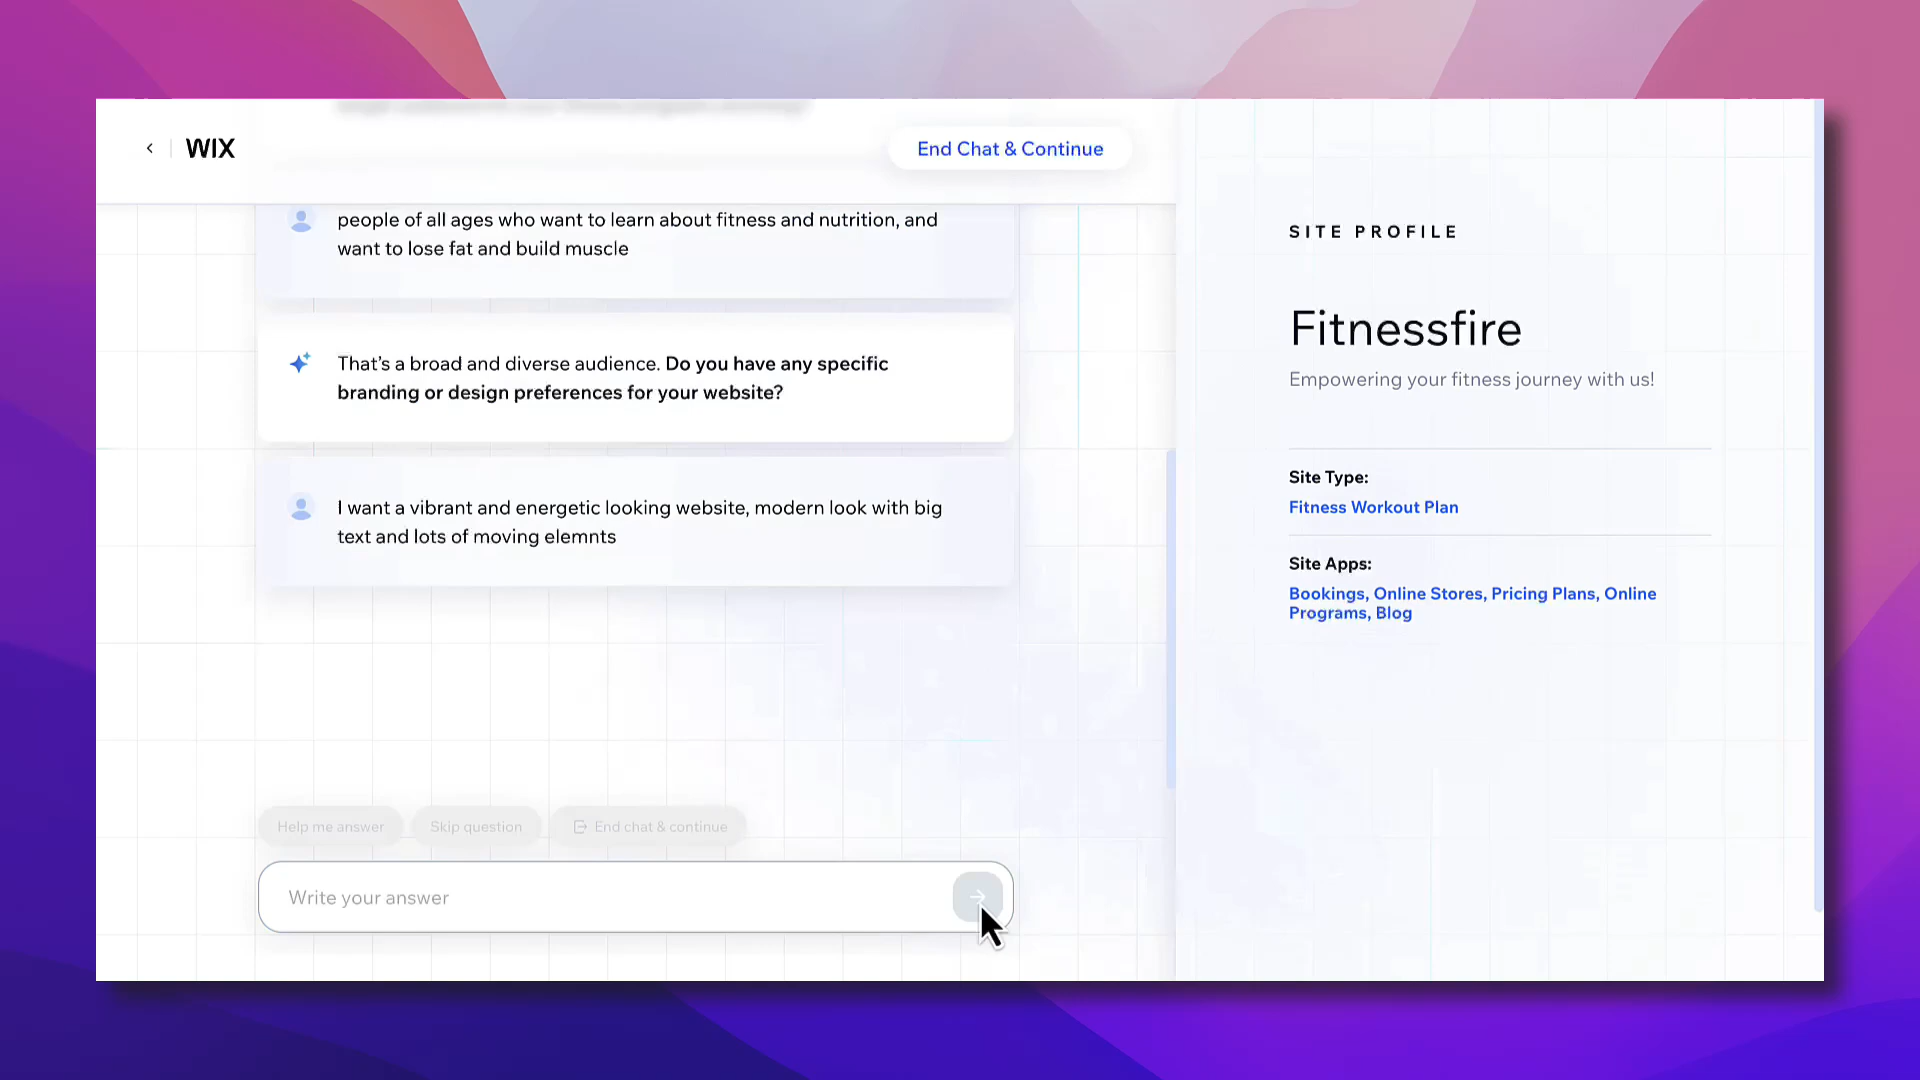 WIX
End Chat & Continue
people of all ages who want to learn about fitness and nutrition, and
want to lose fat and build muscle
That's a broad and diverse audience. Do you have any specific
branding or design preferences for your website?
I want a vibrant and energetic looking website, modern look with big
text and lots of moving elemnts
Help me answer
Skip question
End chat & continue
Write your answer
SITE PROFILE
Fitnessfire
Empowering your fitness journey with us!
Site Type:
Fitness Workout Plan
Site Apps:
Bookings, Online Stores, Pricing Plans, Online
Programs, Blog